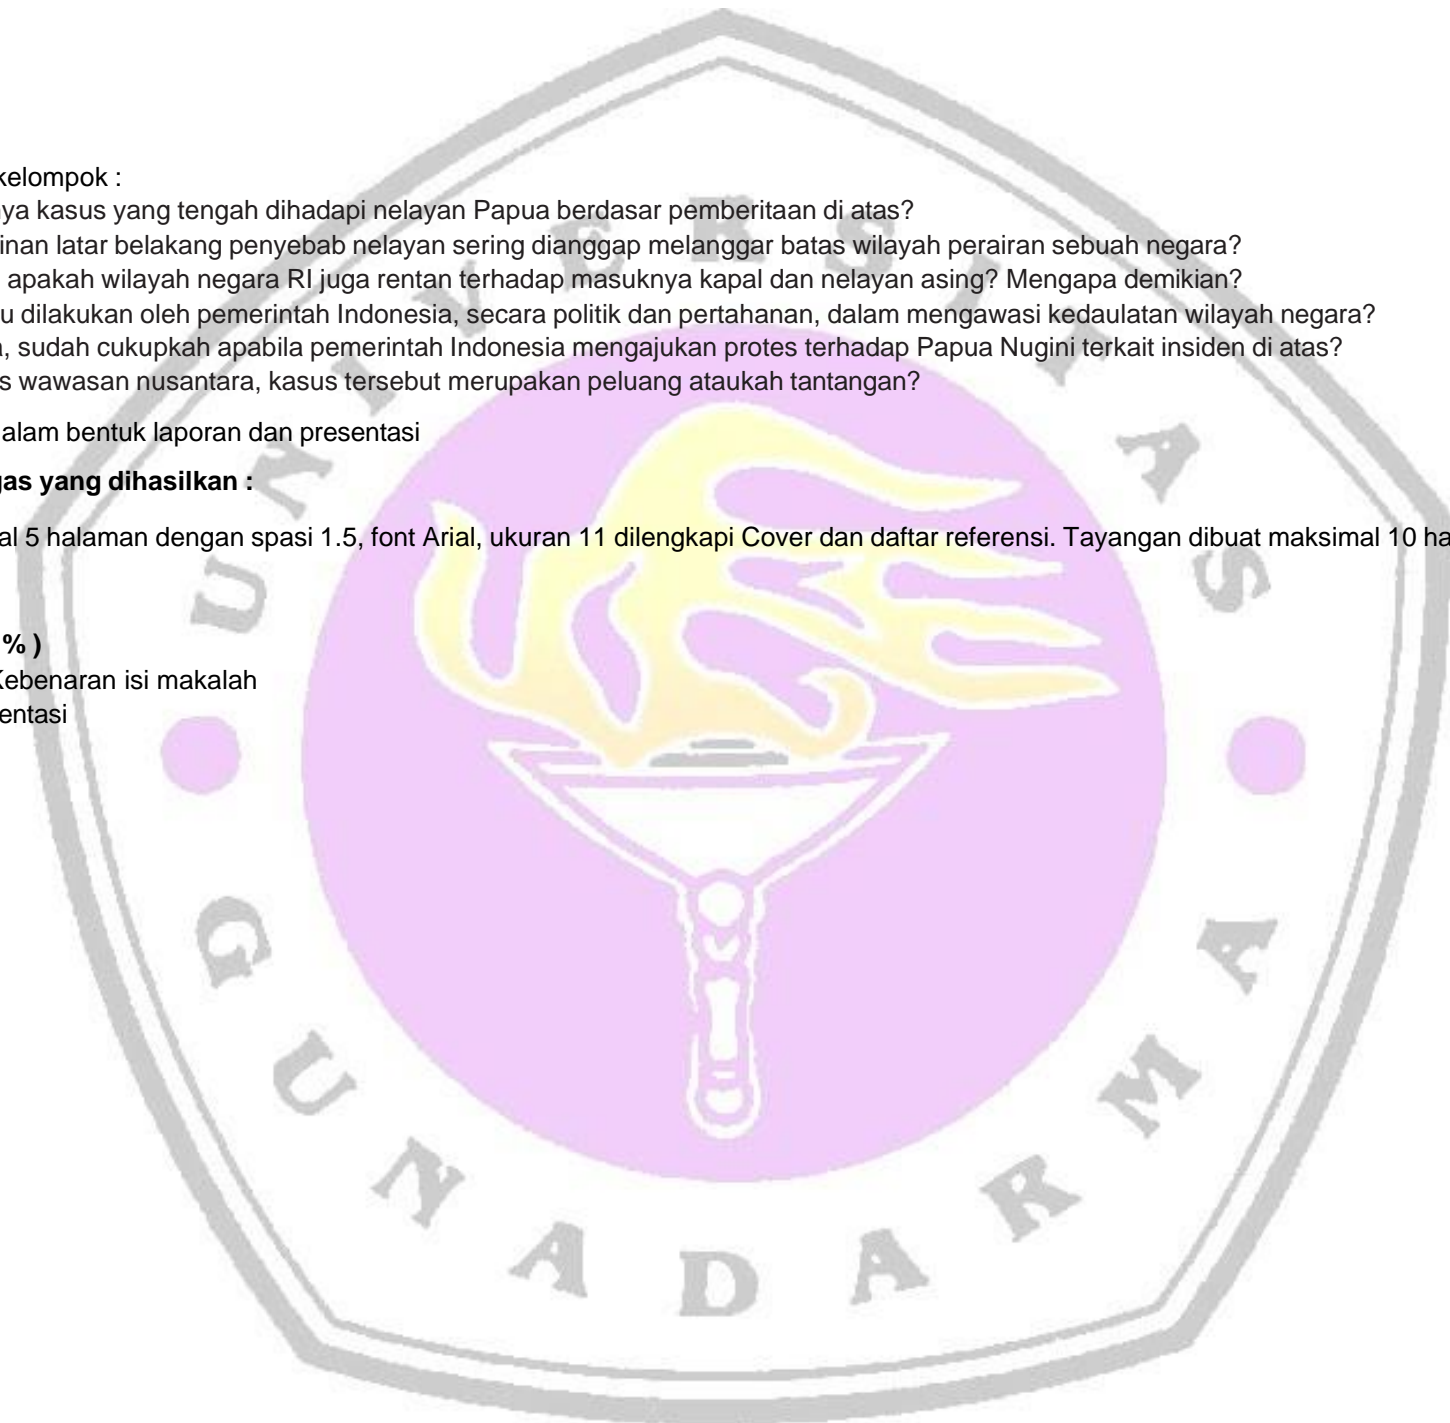 kelompok :
nya kasus yang tengah dihadapi nelayan Papua berdasar pemberitaan di atas?
inan latar belakang penyebab nelayan sering dianggap melanggar batas wilayah perairan sebuah negara?
apakah wilayah negara RI juga rentan terhadap masuknya kapal dan nelayan asing? Mengapa demikian?
u dilakukan oleh pemerintah Indonesia, secara politik dan pertahanan, dalam mengawasi kedaulatan wilayah negara?
, sudah cukupkah apabila pemerintah Indonesia mengajukan protes terhadap Papua Nugini terkait insiden di atas?
s wawasan nusantara, kasus tersebut merupakan peluang ataukah tantangan?
alam bentuk laporan dan presentasi
gas yang dihasilkan :
al 5 halaman dengan spasi 1.5, font Arial, ukuran 11 dilengkapi Cover dan daftar referensi. Tayangan dibuat maksimal 10 ha
% )
Kebenaran isi makalah
entasi
UNIVERSITAS
GUNADARMA